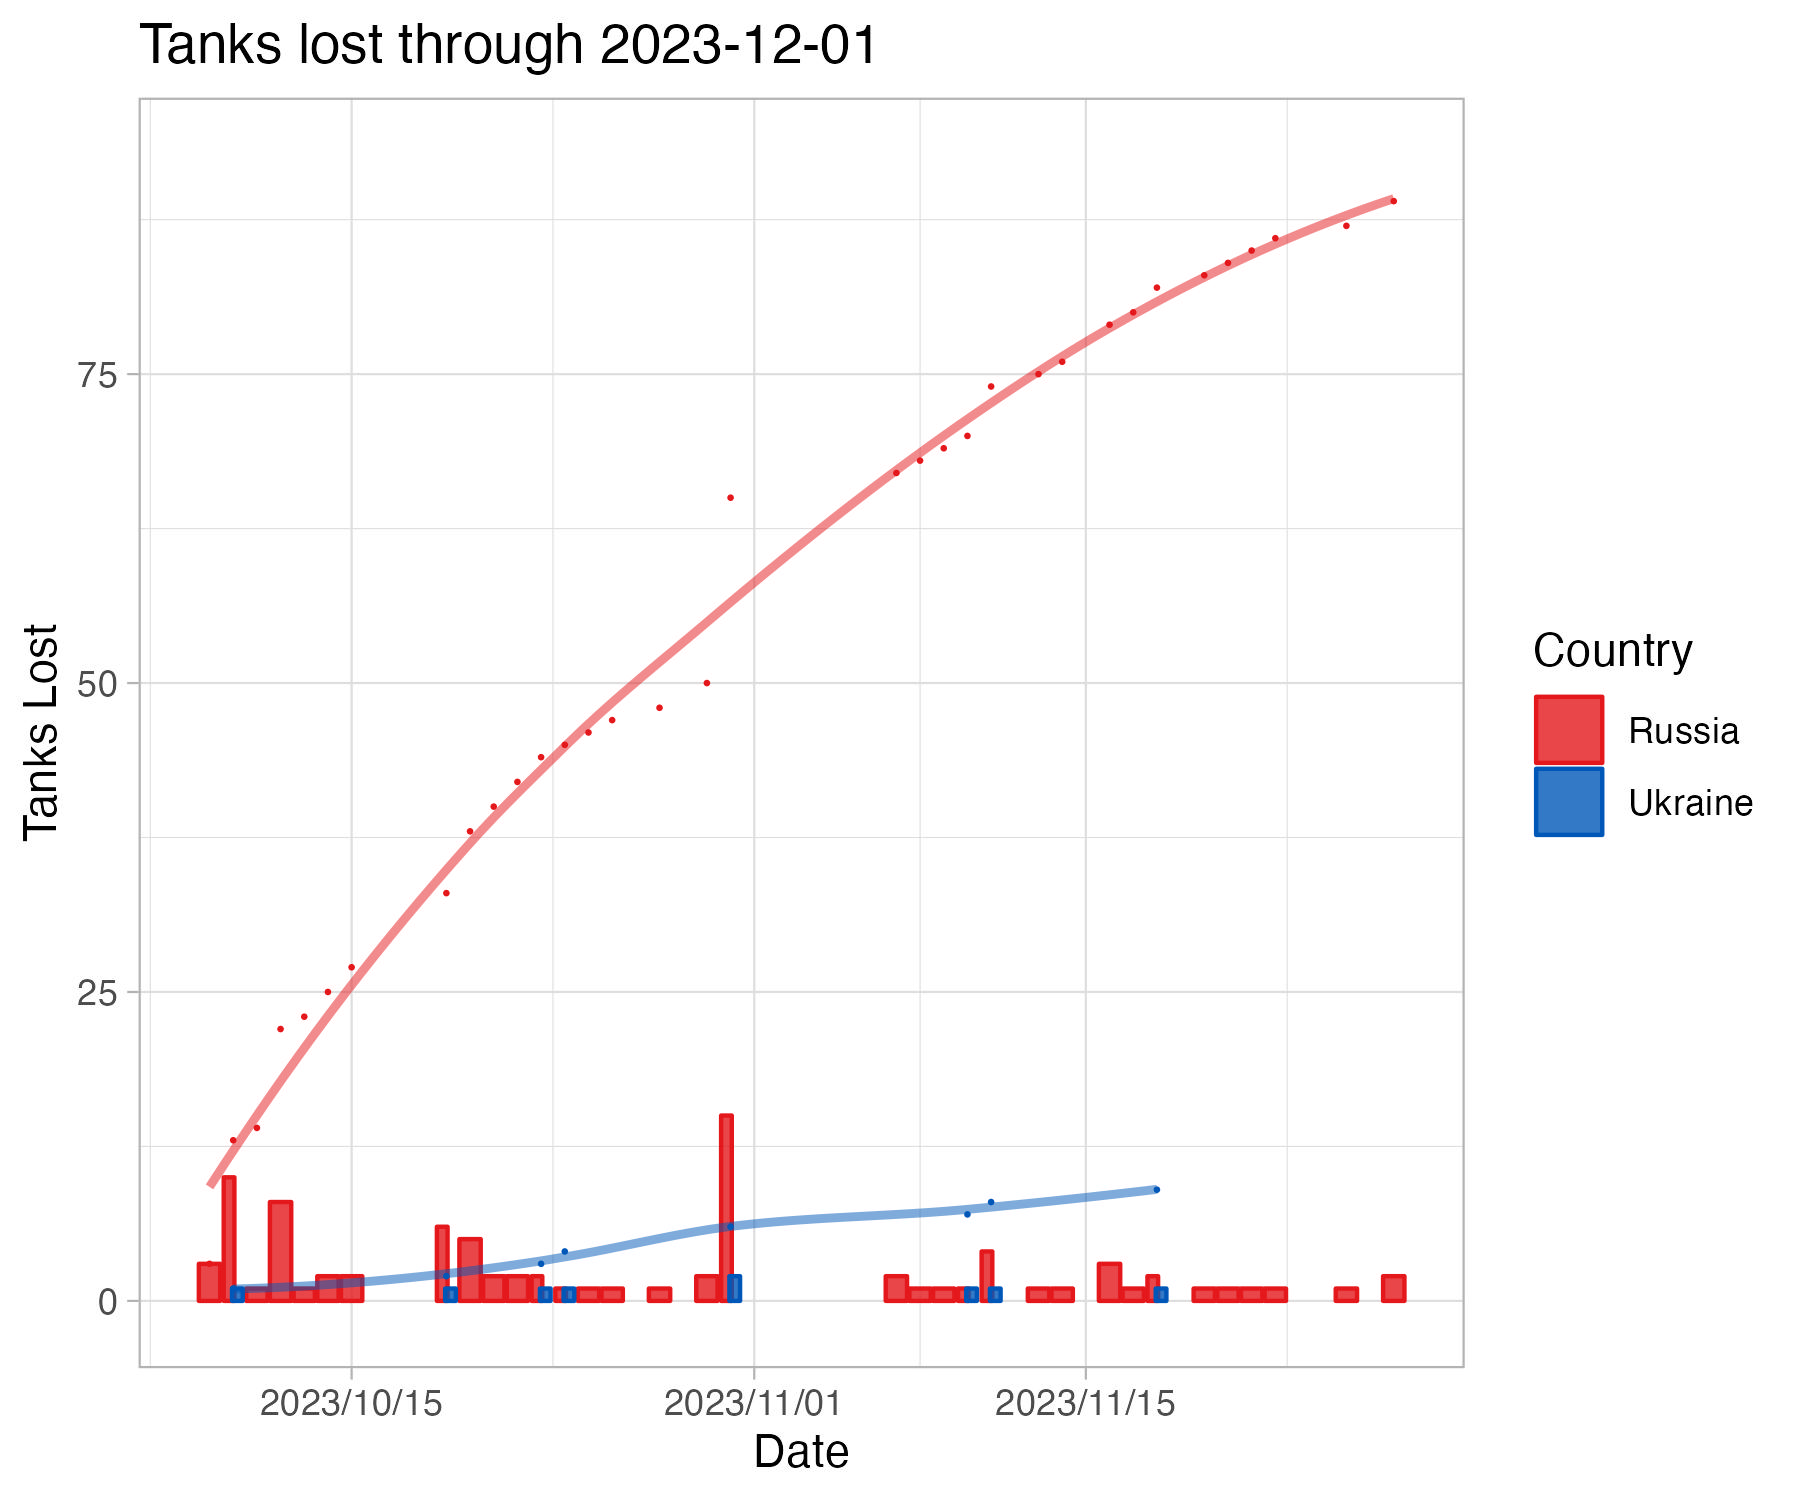 Tanks lost through 2023-12-01
Tanks Lost
75
50
25
0
2023/10/15
2023/11/01
2023/11/15
Date
Country
Russia
Ukraine